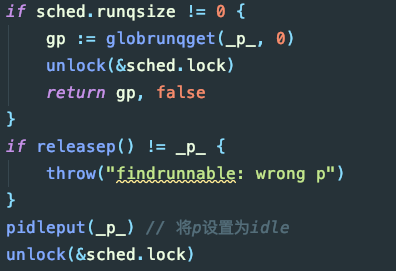 if sched.runqsize != 0 {
    gp := globrunqget(_p_, 0)
    unlock(&sched.lock)
    return gp, false
}
if releasep() != _p_ {
    throw("findrunnable: wrong p")
}
pidleput(_p_) // 将p设置为idle
unlock(&sched.lock)